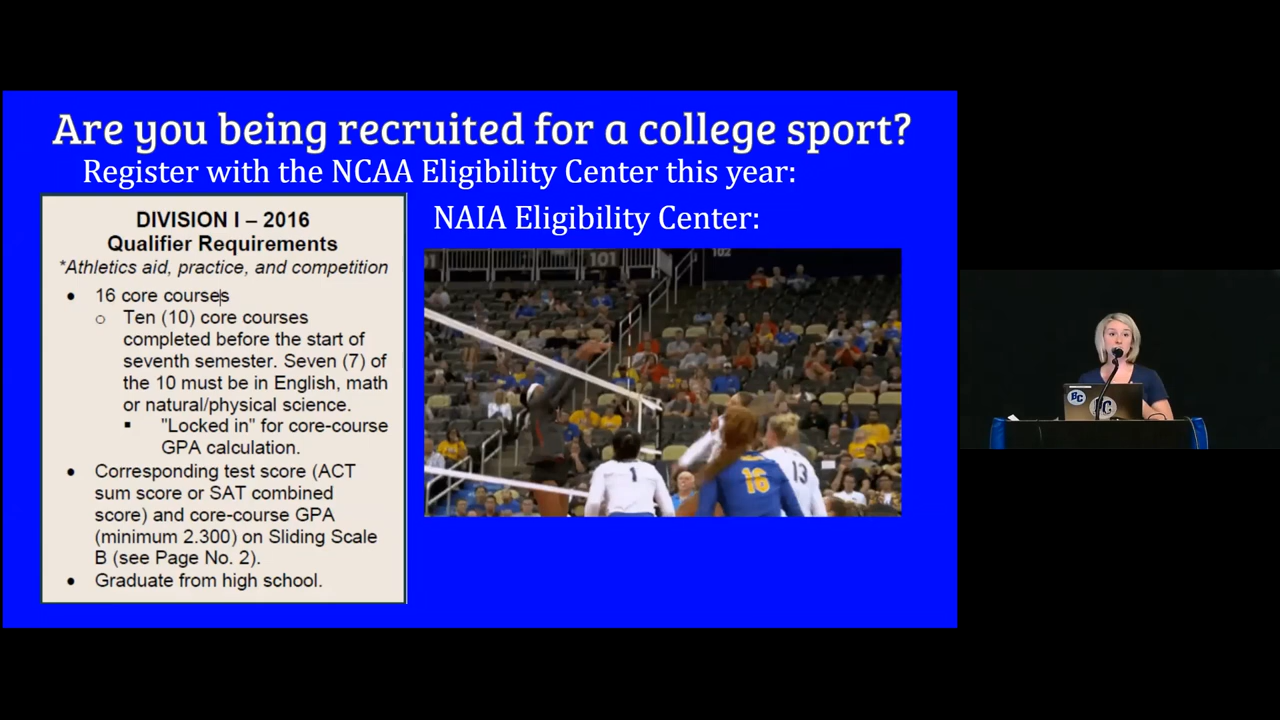 Are you being recruited for a college sport?
Register with the NCAA Eligibility Center this year:
NAIA Eligibility Center:
DIVISION I – 2016
Qualifier Requirements
*Athletics aid, practice, and competition
• 16 core courses
o Ten (10) core courses
completed before the start of
seventh semester. Seven (7) of
the 10 must be in English, math
or natural/physical science.
▪ "Locked in" for core-course
GPA calculation.
• Corresponding test score (ACT
sum score or SAT combined
score) and core-course GPA
(minimum 2.300) on Sliding Scale
B (see Page No. 2).
• Graduate from high school.
101
102
1
16
13
BC